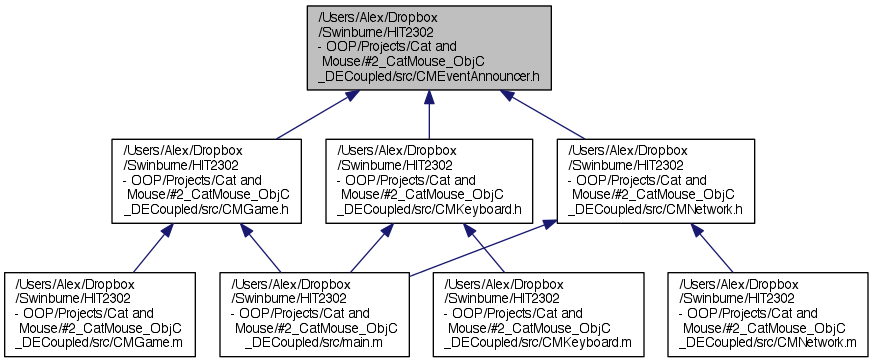 /Users/Alex/Dropbox
/Swinburne/HIT2302
- OOP/Projects/Cat and
Mouse/#2_CatMouse_ObjC
_DECoupled/src/CMEventAnnouncer.h
/Users/Alex/Dropbox
/Swinburne/HIT2302
- OOP/Projects/Cat and
Mouse/#2_CatMouse_ObjC
_DECoupled/src/CMGame.h
/Users/Alex/Dropbox
/Swinburne/HIT2302
- OOP/Projects/Cat and
Mouse/#2_CatMouse_ObjC
_DECoupled/src/CMKeyboard.h
/Users/Alex/Dropbox
/Swinburne/HIT2302
- OOP/Projects/Cat and
Mouse/#2_CatMouse_ObjC
_DECoupled/src/CMNetwork.h
/Users/Alex/Dropbox
/Swinburne/HIT2302
- OOP/Projects/Cat and
Mouse/#2_CatMouse_ObjC
_DECoupled/src/CMGame.m
/Users/Alex/Dropbox
/Swinburne/HIT2302
- OOP/Projects/Cat and
Mouse/#2_CatMouse_ObjC
_DECoupled/src/main.m
/Users/Alex/Dropbox
/Swinburne/HIT2302
- OOP/Projects/Cat and
Mouse/#2_CatMouse_ObjC
_DECoupled/src/CMKeyboard.m
/Users/Alex/Dropbox
/Swinburne/HIT2302
- OOP/Projects/Cat and
Mouse/#2_CatMouse_ObjC
_DECoupled/src/CMNetwork.m